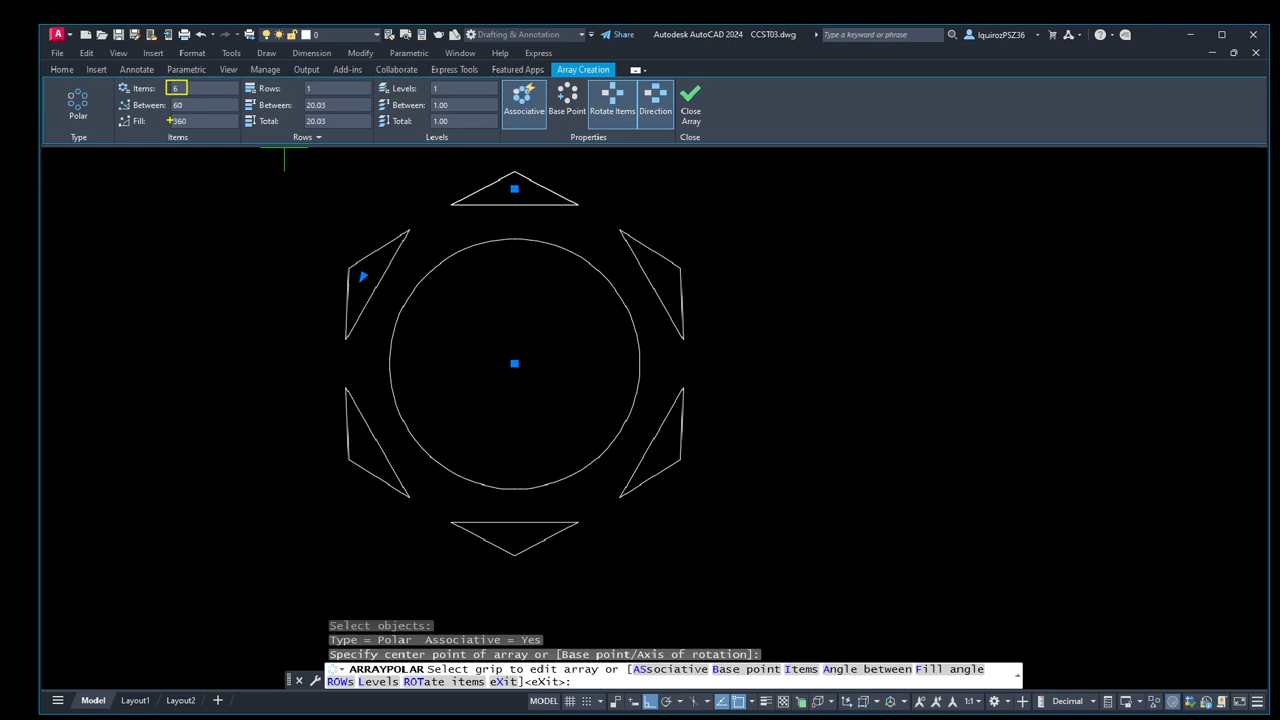 A Drafting & Annotation Share Autodesk AutoCAD 2024 CCST03.dwg Type a keyword or phrase lquirozPSZ36
0
File Edit View Insert Format Tools Draw Dimension Modify Parametric Window Help Express
Home Insert Annotate Parametric View Manage Output Add-ins Collaborate Express Tools Featured Apps Array Creation
Items: 6 Rows: 1 Levels: 1
Between: 60 Between: 20.03 Between: 1.00
Fill: 360 Total: 20.03 Total: 1.00
Polar
Associative Base Point Rotate Items Direction Close Array
Type Items Rows Levels Properties Close
Select objects:
Type = Polar Associative = Yes
Specify center point of array or [Base point/Axis of rotation]:
ARRAYPOLAR Select grip to edit array or [ASsociative Base point Items Angle between Fill angle
ROWs Levels ROTate items eXit]<eXit>:
Model Layout1 Layout2 + MODEL 1:1 Decimal